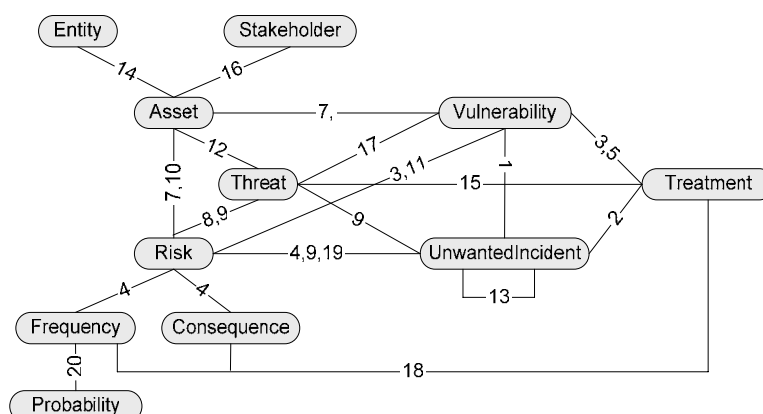 Entity
Stakeholder
14
16
Asset
7,
Vulnerability
12
17
3,5
7,10
3,11
1
Threat
15
Treatment
8,9
9
2
Risk
4,9,19
UnwantedIncident
4
4
13
Frequency
Consequence
20
18
Probability